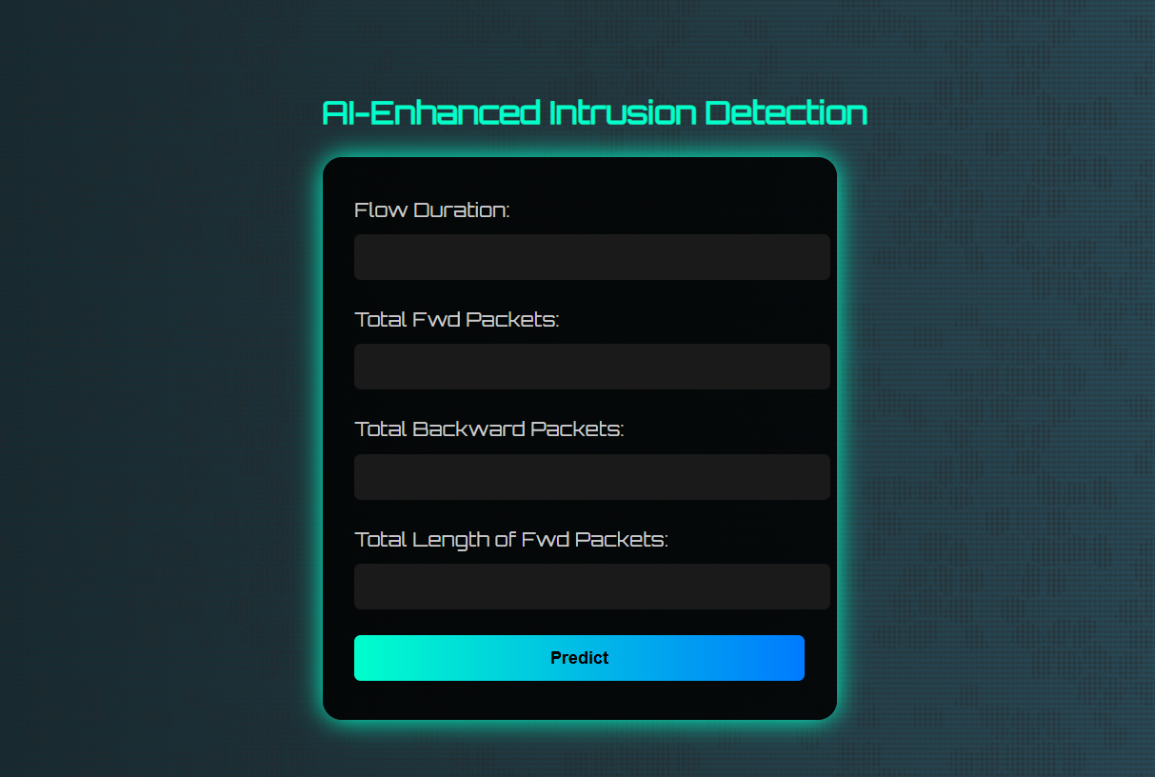 AI-Enhanced Intrusion Detection
Flow Duration:
Total Fwd Packets:
Total Backward Packets:
Total Length of Fwd Packets:
Predict